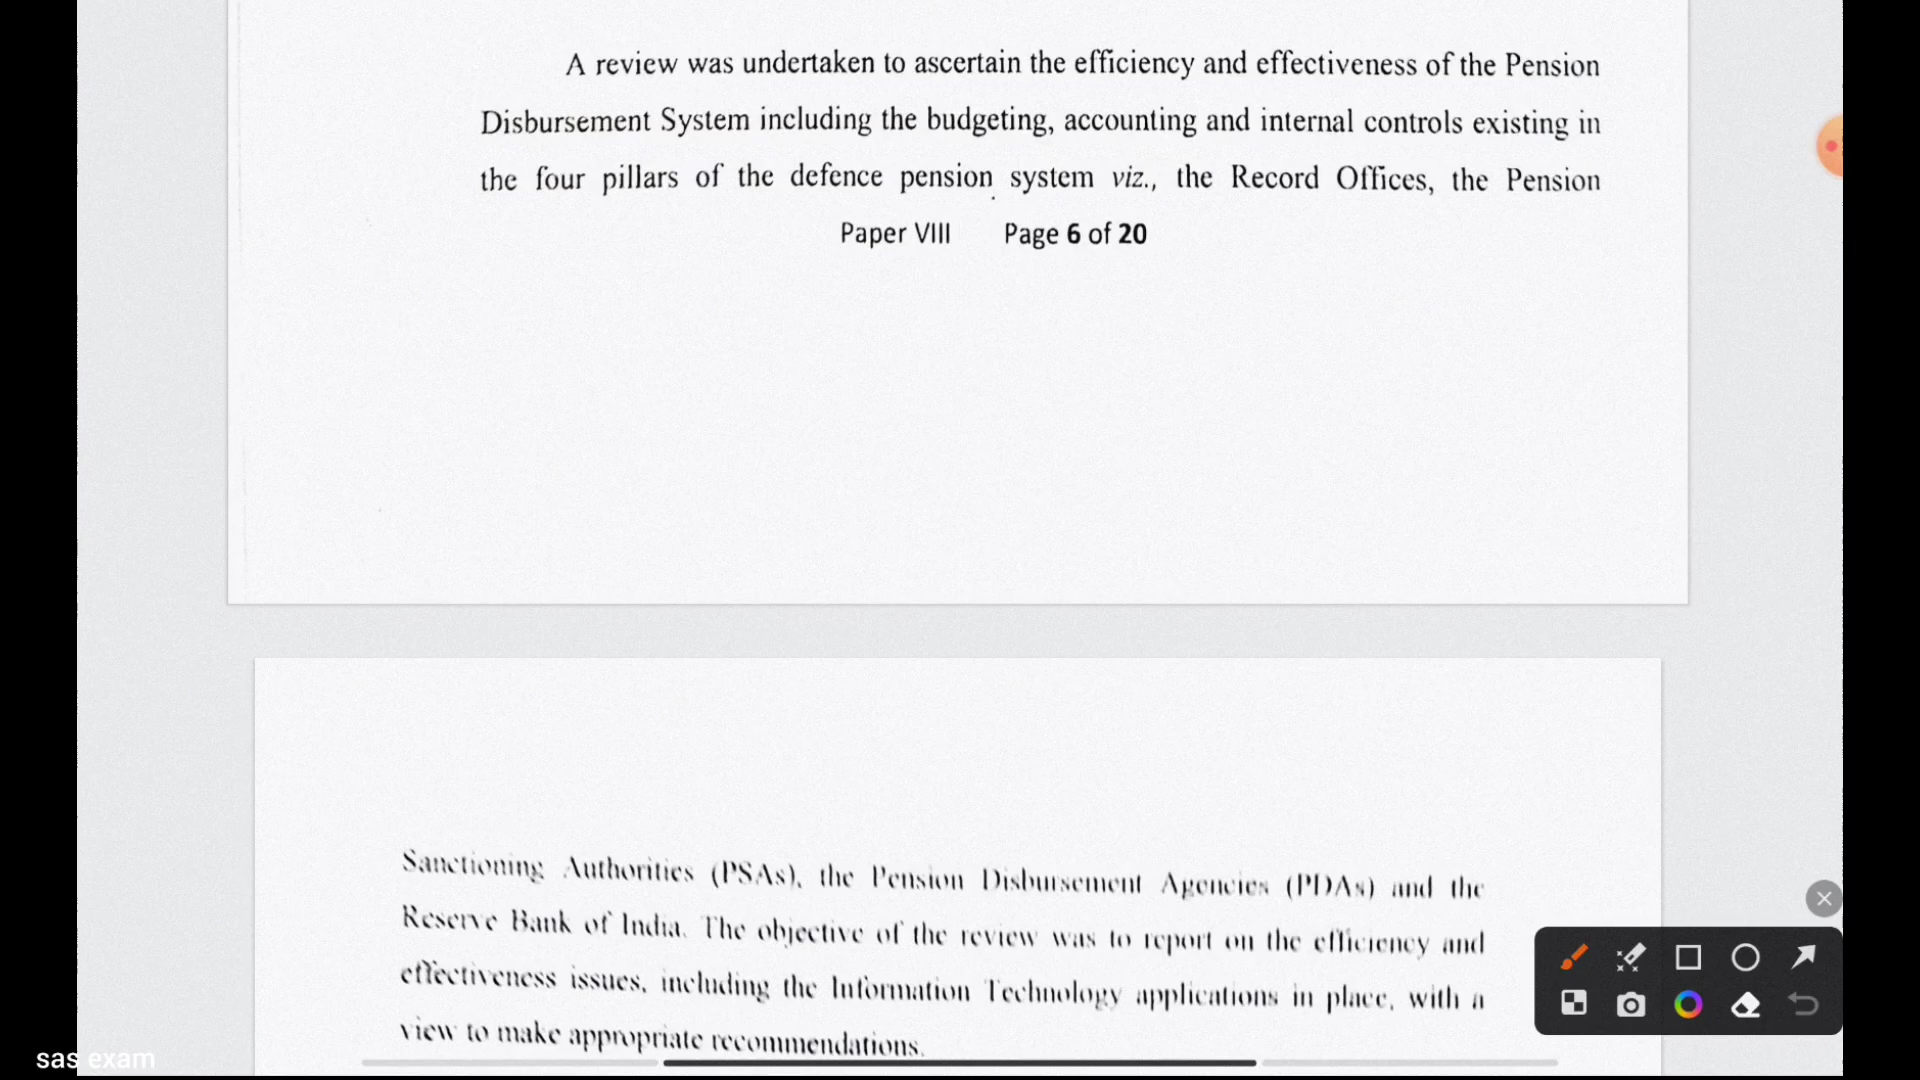 A review was undertaken to ascertain the efficiency and effectiveness of the Pension
Disbursement System including the budgeting, accounting and internal controls existing in
the four pillars of the defence pension system viz., the Record Offices, the Pension
Paper VIII Page 6 of 20
Sanctioning Authorities (PSAs), the Pension Disbursement Agencies (PDAs) and the
Reserve Bank of India. The objective of the review was to report on the efficiency and
effectiveness issues, including the Information Technology applications in place, with a
view to make appropriate recommendations.
sas exam